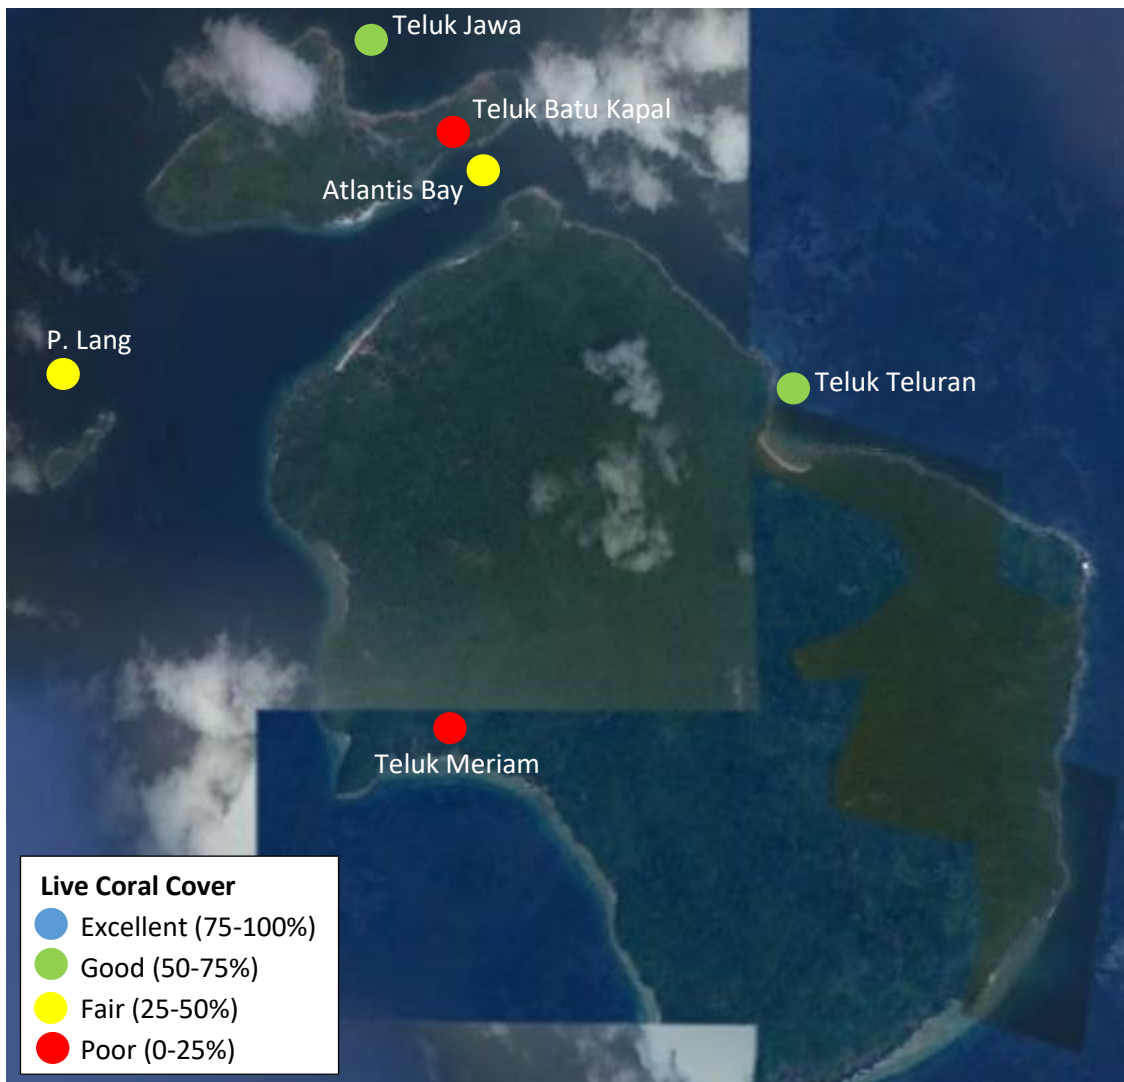 Teluk Jawa
Teluk Batu Kapal
Atlantis Bay
P. Lang
Teluk Teluran
Teluk Meriam
Live Coral Cover
Excellent (75-100%)
Good (50-75%)
Fair (25-50%)
Poor (0-25%)